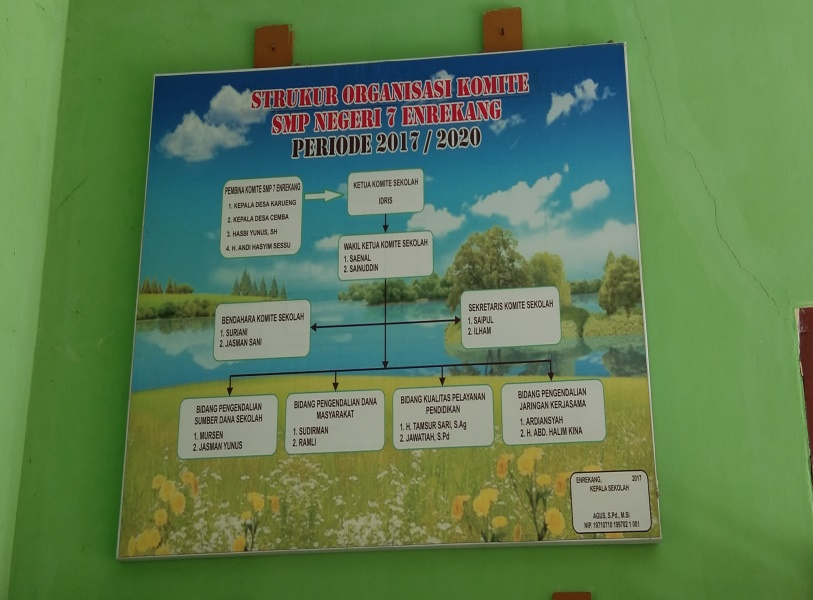 STRUKUR ORGANISASI KOMITE
SMP NEGERI 7 ENREKANG
PERIODE 2017 / 2020
PEMBINA KOMITE SMP 7 ENREKANG
1. KEPALA DESA KARUENG
2. KEPALA DESA CEMBA
3. HASBI YUNUS, SH
4. H. ANDI HASYIM SESSU
KETUA KOMITE SEKOLAH
IDRIS
WAKIL KETUA KOMITE SEKOLAH
1. SAENAL
2. SAINUDDIN
BENDAHARA KOMITE SEKOLAH
1. SURIANI
2. JASMAN SANI
SEKRETARIS KOMITE SEKOLAH
1. SAIPUL
2. ILHAM
BIDANG PENGENDALIAN
SUMBER DANA SEKOLAH
1. MURSEN
2. JASMAN YUNUS
BIDANG PENGENDALIAN DANA
MASYARAKAT
1. SUDIRMAN
2. RAMLI
BIDANG KUALITAS PELAYANAN
PENDIDIKAN
1. H. TAMSUR SARI, S.Ag
2. JAWATIAH, S.Pd
BIDANG PENGENDALIAN
JARINGAN KERJASAMA
1. ARDIANSYAH
2. H. ABD. HALIM KINA
ENREKANG, 2017
KEPALA SEKOLAH
AGUS, S.Pd., M.Si
NIP. 19710710 199702 1 001